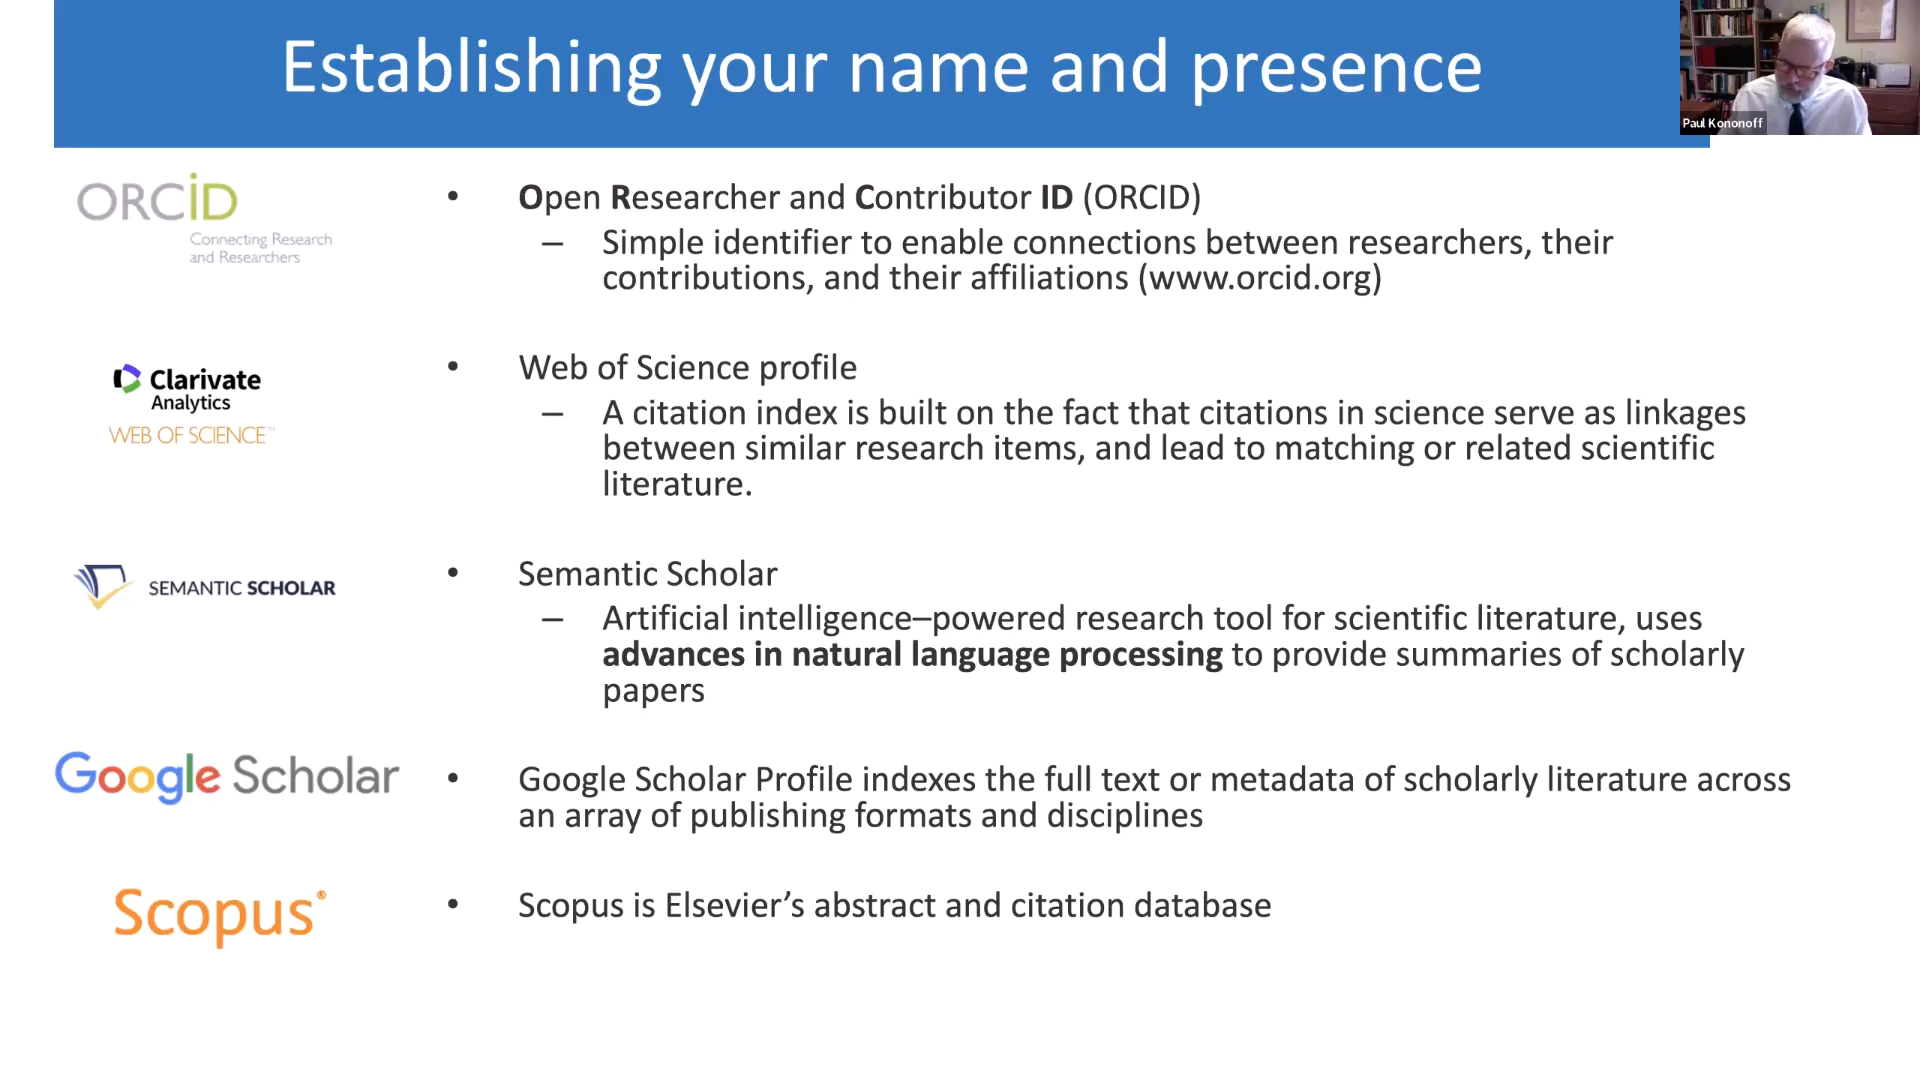 Establishing your name and presence
Paul Kononoff
ORCID
Connecting Research
and Researchers
• Open Researcher and Contributor ID (ORCID)
– Simple identifier to enable connections between researchers, their
contributions, and their affiliations (www.orcid.org)
Clarivate
Analytics
WEB OF SCIENCE™
• Web of Science profile
– A citation index is built on the fact that citations in science serve as linkages
between similar research items, and lead to matching or related scientific
literature.
SEMANTIC SCHOLAR
• Semantic Scholar
– Artificial intelligence–powered research tool for scientific literature, uses
advances in natural language processing to provide summaries of scholarly
papers
Google Scholar
• Google Scholar Profile indexes the full text or metadata of scholarly literature across
an array of publishing formats and disciplines
Scopus®
• Scopus is Elsevier’s abstract and citation database